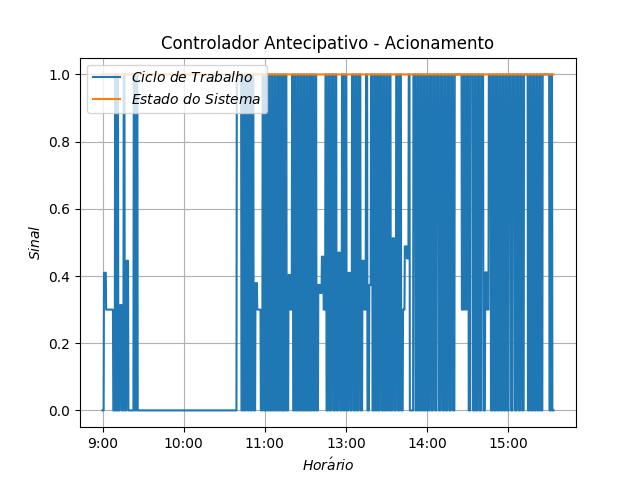 Controlador Antecipativo - Acionamento
Ciclo de Trabalho
Estado do Sistema
Sinal
1.0
0.8
0.6
0.4
0.2
0.0
9:00 10:00 11:00 13:00 14:00 15:00
Horário